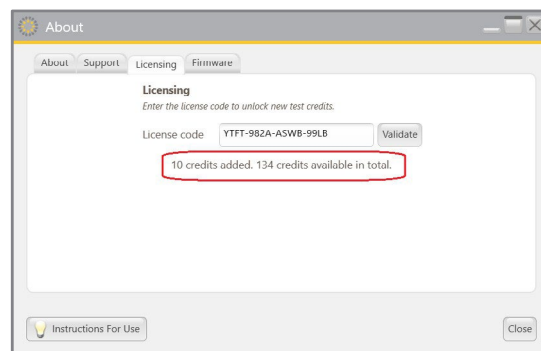 About
About Support Licensing Firmware
Licensing
Enter the license code to unlock new test credits.
License code YTFT-982A-ASWB-99LB Validate
10 credits added. 134 credits available in total.
Instructions For Use Close